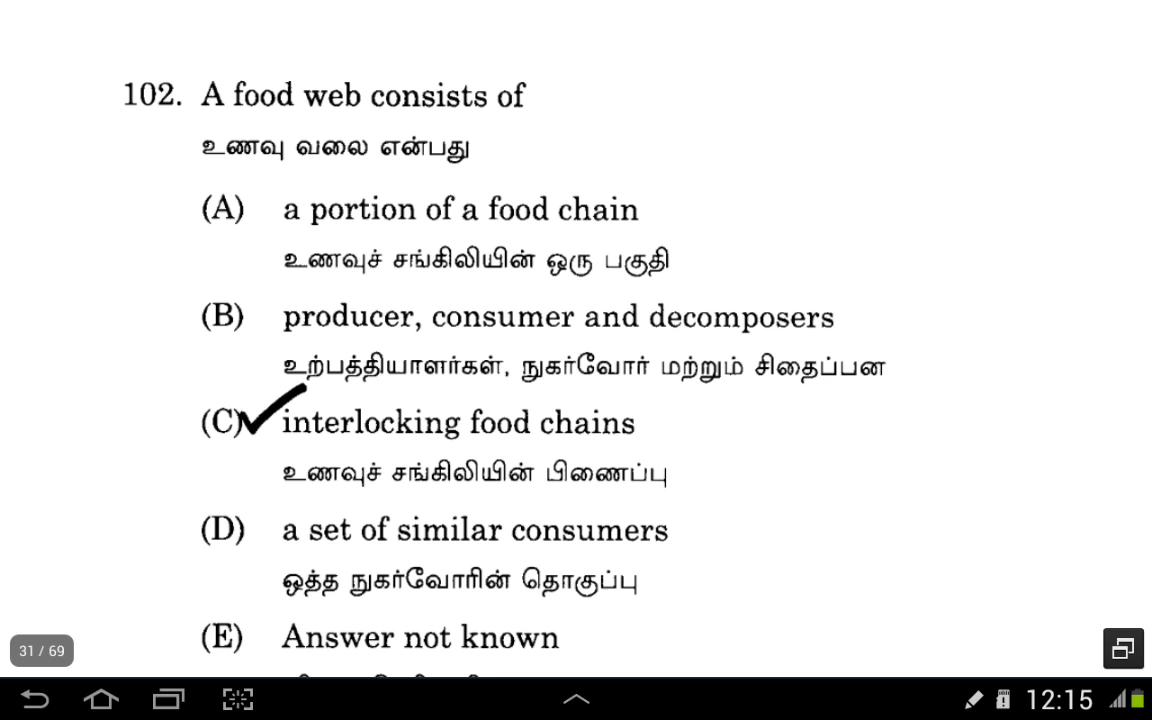 102. A food web consists of
உணவு வலை என்பது
(A) a portion of a food chain
உணவுச் சங்கிலியின் ஒரு பகுதி
(B) producer, consumer and decomposers
உற்பத்தியாளர்கள், நுகர்வோர் மற்றும் சிதைப்பன
(C) interlocking food chains
உணவுச் சங்கிலியின் பிணைப்பு
(D) a set of similar consumers
ஒத்த நுகர்வோரின் தொகுப்பு
(E) Answer not known
31 / 69
12:15